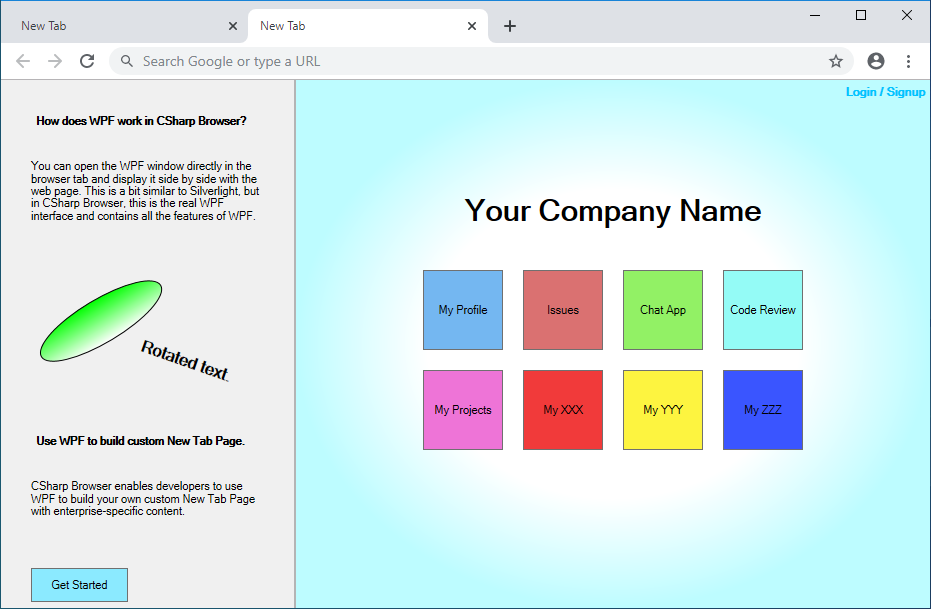 New Tab
New Tab
Search Google or type a URL
How does WPF work in CSharp Browser?
You can open the WPF window directly in the
browser tab and display it side by side with the
web page. This is a bit similar to Silverlight, but
in CSharp Browser, this is the real WPF
interface and contains all the features of WPF.
Rotated text.
Use WPF to build custom New Tab Page.
CSharp Browser enables developers to use
WPF to build your own custom New Tab Page
with enterprise-specific content.
Get Started
Login / Signup
Your Company Name
My Profile
Issues
Chat App
Code Review
My Projects
My XXX
My YYY
My ZZZ